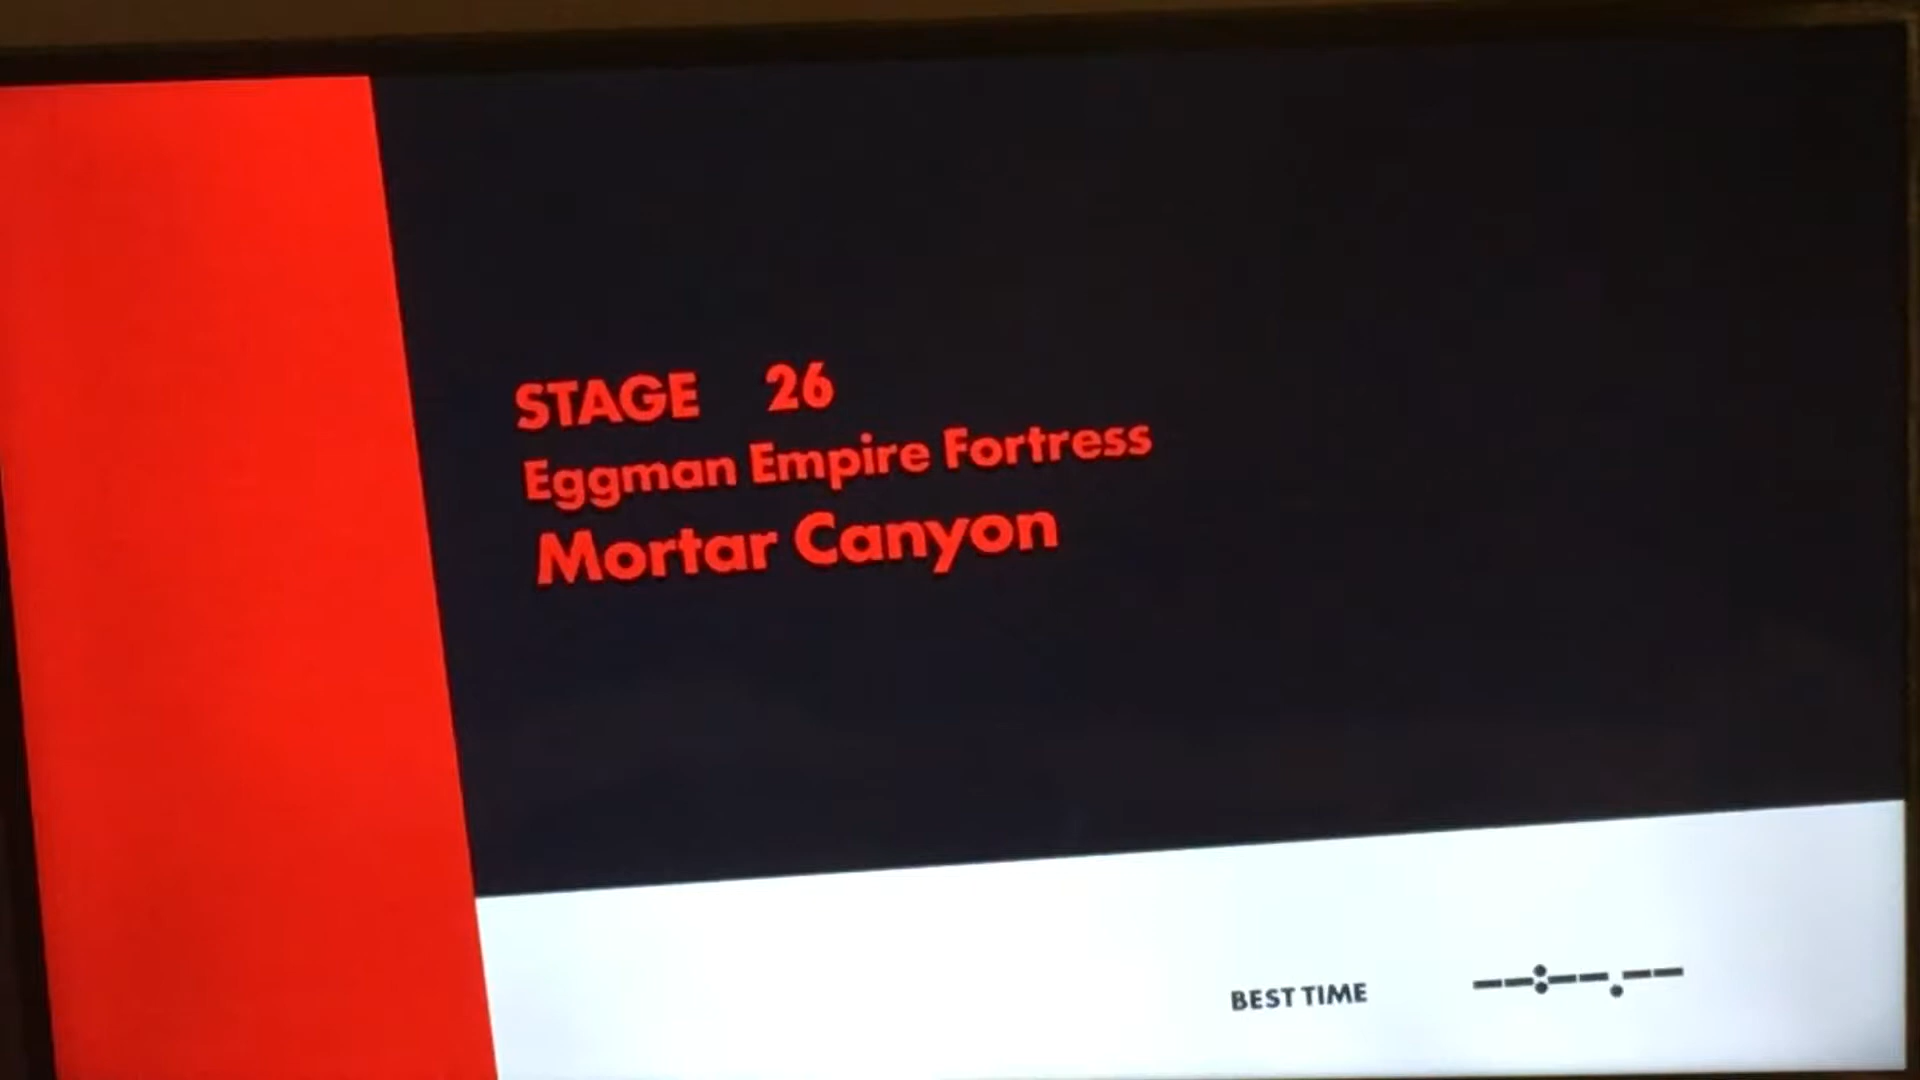 STAGE 26
Eggman Empire Fortress
Mortar Canyon
BEST TIME --:--.--